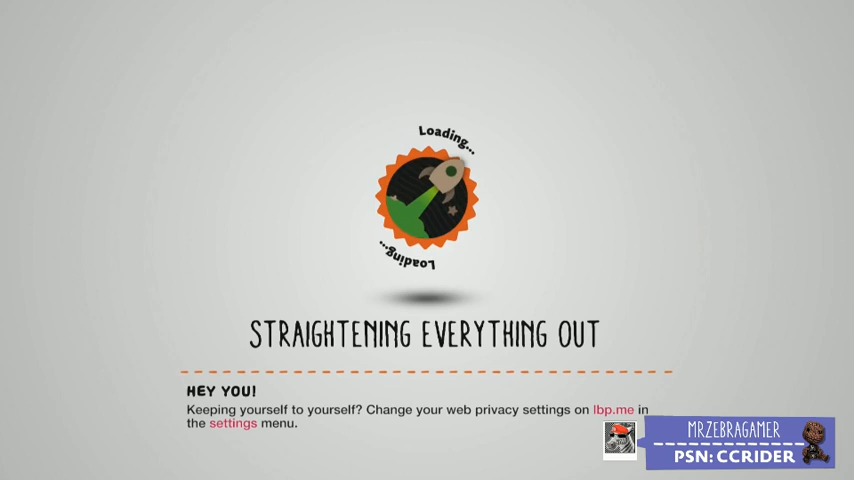 Loading...
Loading...
STRAIGHTENING EVERYTHING OUT
HEY YOU!
Keeping yourself to yourself? Change your web privacy settings on lbp.me in
the settings menu.
MRZEBRAGAMER
PSN: CCRIDER